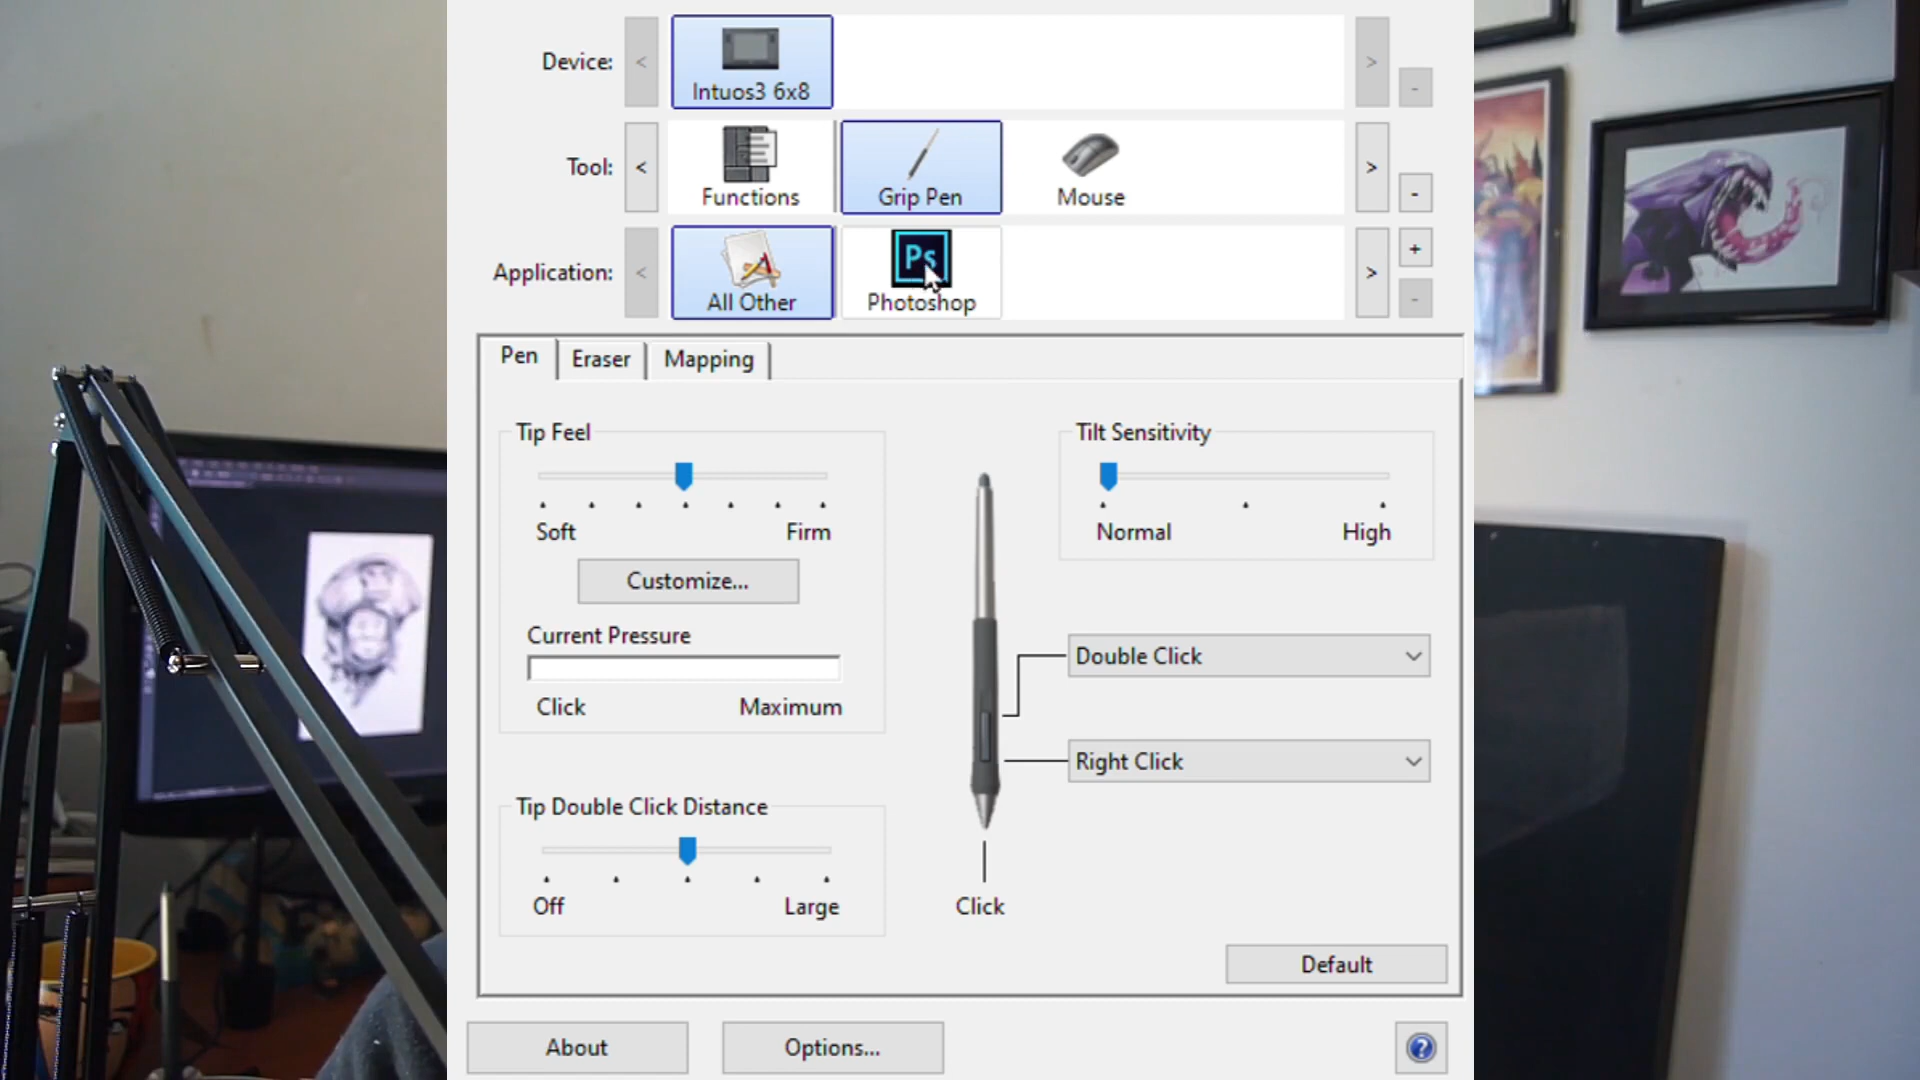 Device:
<
Intuos3 6x8
>
-
Tool:
<
Functions
Grip Pen
Mouse
>
-
Application:
<
All Other
Ps
Photoshop
>
+
-
Pen
Eraser
Mapping
Tip Feel
Soft
Firm
Customize...
Current Pressure
Click
Maximum
Tip Double Click Distance
Off
Large
Tilt Sensitivity
Normal
High
Double Click
Right Click
Click
Default
About
Options...
?